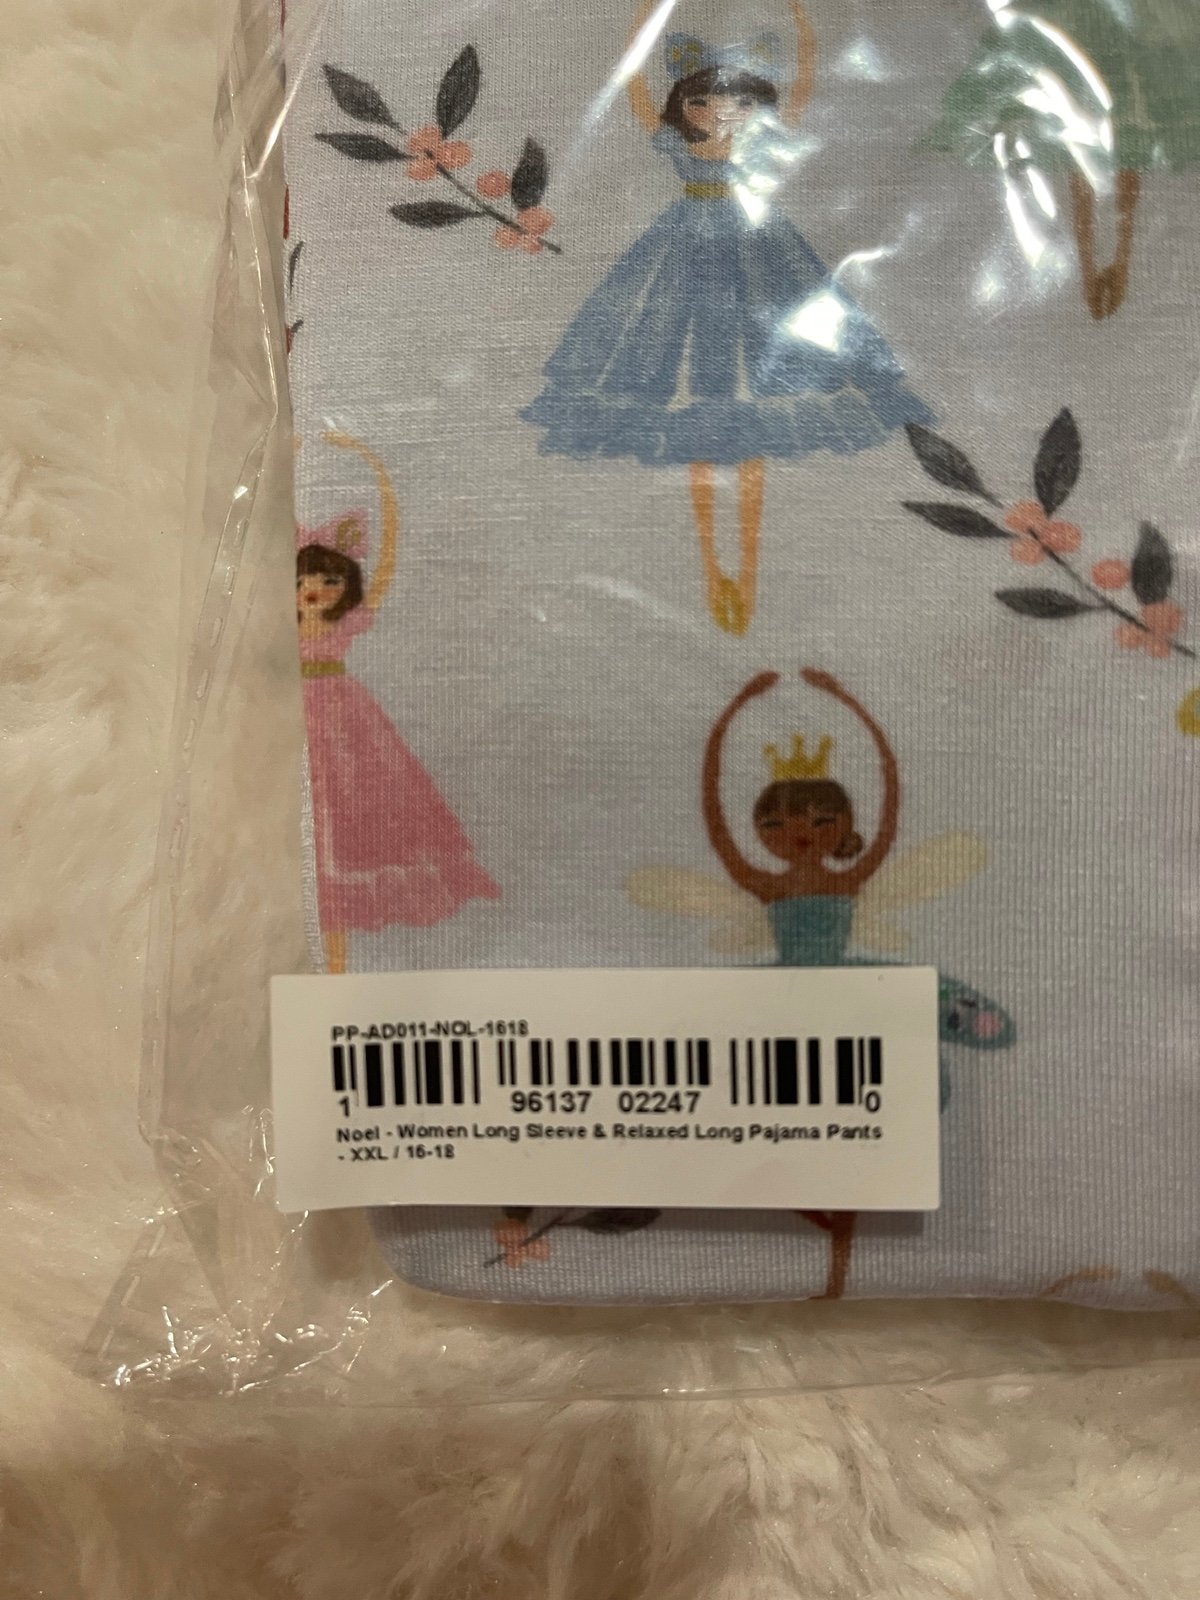 PP-AD011-NOL-1618
1 96137 02247 0
Noel - Women Long Sleeve & Relaxed Long Pajama Pants
- XXL / 16-18